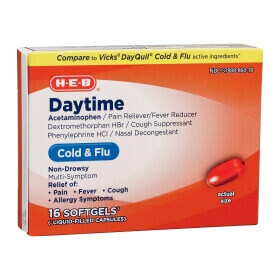 Compare to Vicks® DayQuil® Cold & Flu active ingredients*
H-E-B
Daytime
Acetaminophen / Pain Reliever/Fever Reducer
Dextromethorphan HBr / Cough Suppressant
Phenylephrine HCl / Nasal Decongestant
Cold & Flu
Non-Drowsy
Multi-Symptom
Relief of:
• Pain • Fever • Cough
• Allergy Symptoms
actual
size
16 SOFTGELS**
(**LIQUID-FILLED CAPSULES)